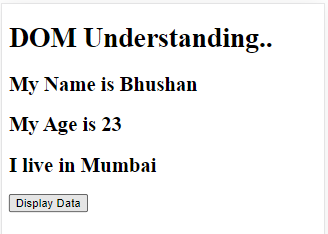 DOM Understanding..
My Name is Bhushan
My Age is 23
I live in Mumbai
Display Data